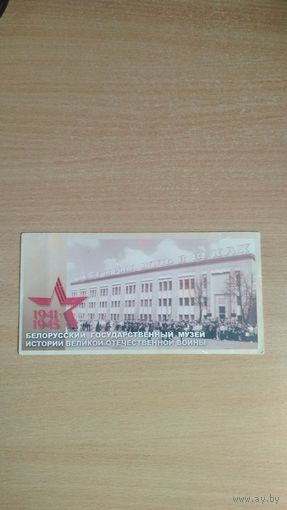 1941
1945
БЕЛОРУССКИЙ ГОСУДАРСТВЕННЫЙ МУЗЕЙ
ИСТОРИИ ВЕЛИКОЙ ОТЕЧЕСТВЕННОЙ ВОЙНЫ
www.ay.by